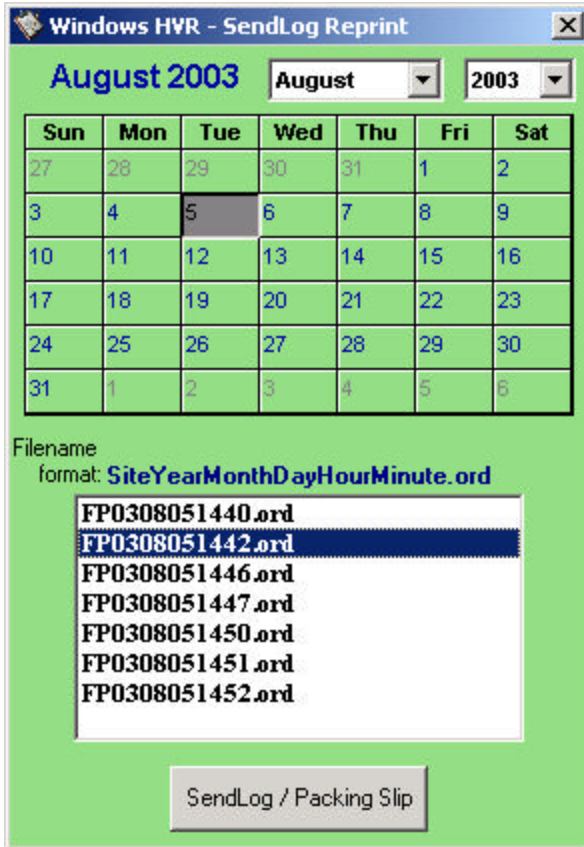 Windows HVR - SendLog Reprint
August 2003 August 2003
Sun Mon Tue Wed Thu Fri Sat
27 28 29 30 31 1 2
3 4 5 6 7 8 9
10 11 12 13 14 15 16
17 18 19 20 21 22 23
24 25 26 27 28 29 30
31 1 2 3 4 5 6
Filename
format: SiteYearMonthDayHourMinute.ord
FP0308051440.ord
FP0308051442.ord
FP0308051446.ord
FP0308051447.ord
FP0308051450.ord
FP0308051451.ord
FP0308051452.ord
SendLog / Packing Slip